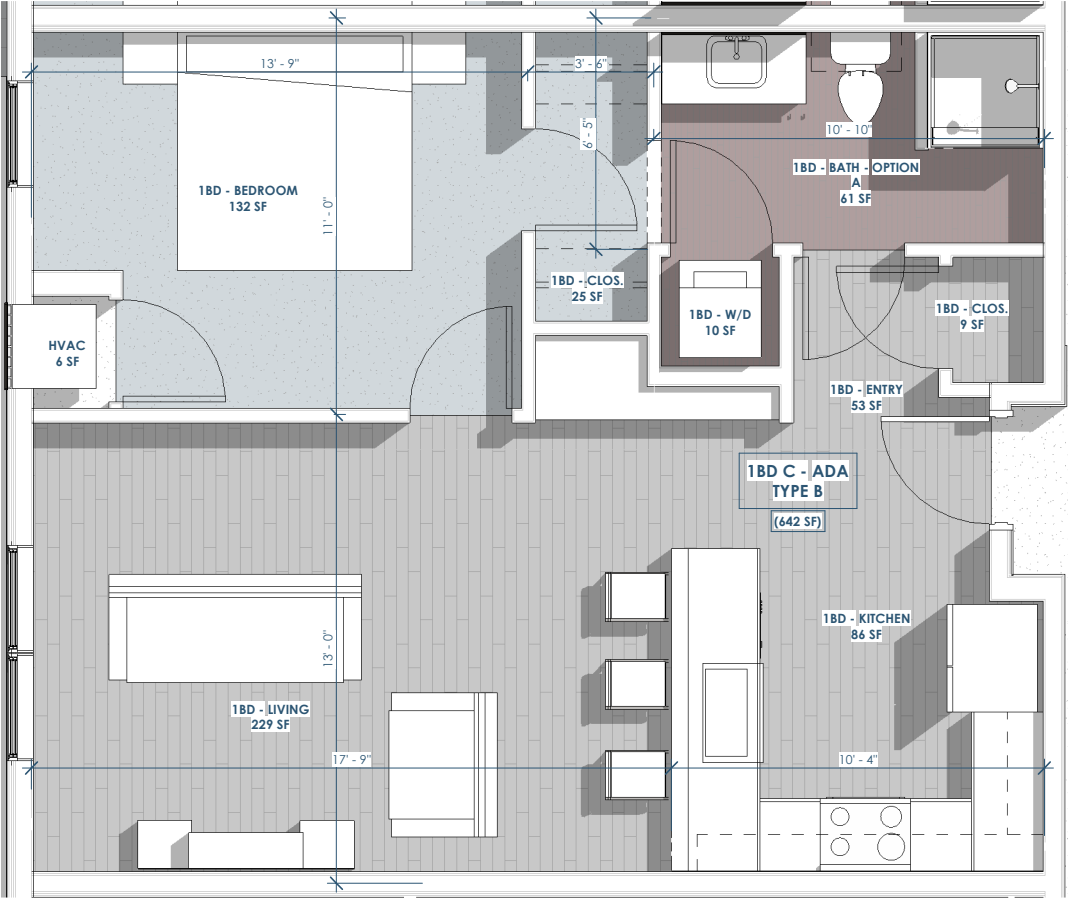 13' - 9"
3' - 6"
6' - 5"
10' - 10"
1BD - BATH - OPTION
A
61 SF
1BD - BEDROOM
132 SF
11' - 0"
1BD - CLOS.
25 SF
1BD - W/D
10 SF
1BD - CLOS.
9 SF
HVAC
6 SF
1BD - ENTRY
53 SF
1BD C - ADA
TYPE B
(642 SF)
1BD - KITCHEN
86 SF
13' - 0"
1BD - LIVING
229 SF
17' - 9"
10' - 4"